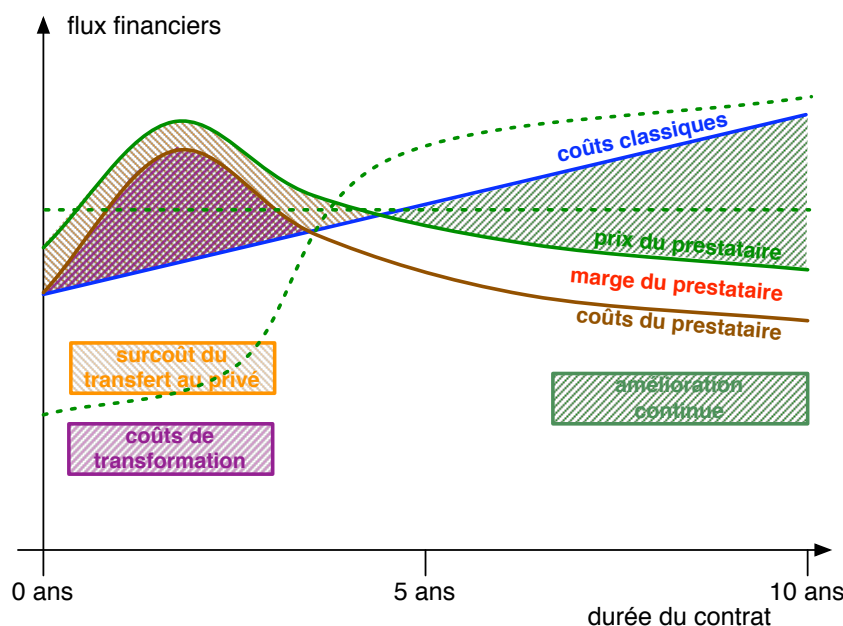 flux financiers
coûts classiques
prix du prestataire
marge du prestataire
coûts du prestataire
surcoût du
transfert au privé
amélioration
continue
coûts de
transformation
0 ans
5 ans
10 ans
durée du contrat